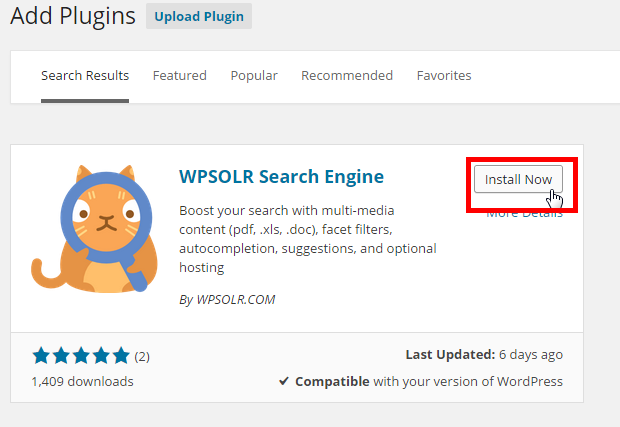 Add Plugins Upload Plugin
Search Results Featured Popular Recommended Favorites
WPSOLR Search Engine
Install Now
More Details
Boost your search with multi-media
content (pdf, .xls, .doc), facet filters,
autocompletion, suggestions, and optional
hosting
By WPSOLR.COM
(2)
Last Updated: 6 days ago
1,409 downloads
Compatible with your version of WordPress